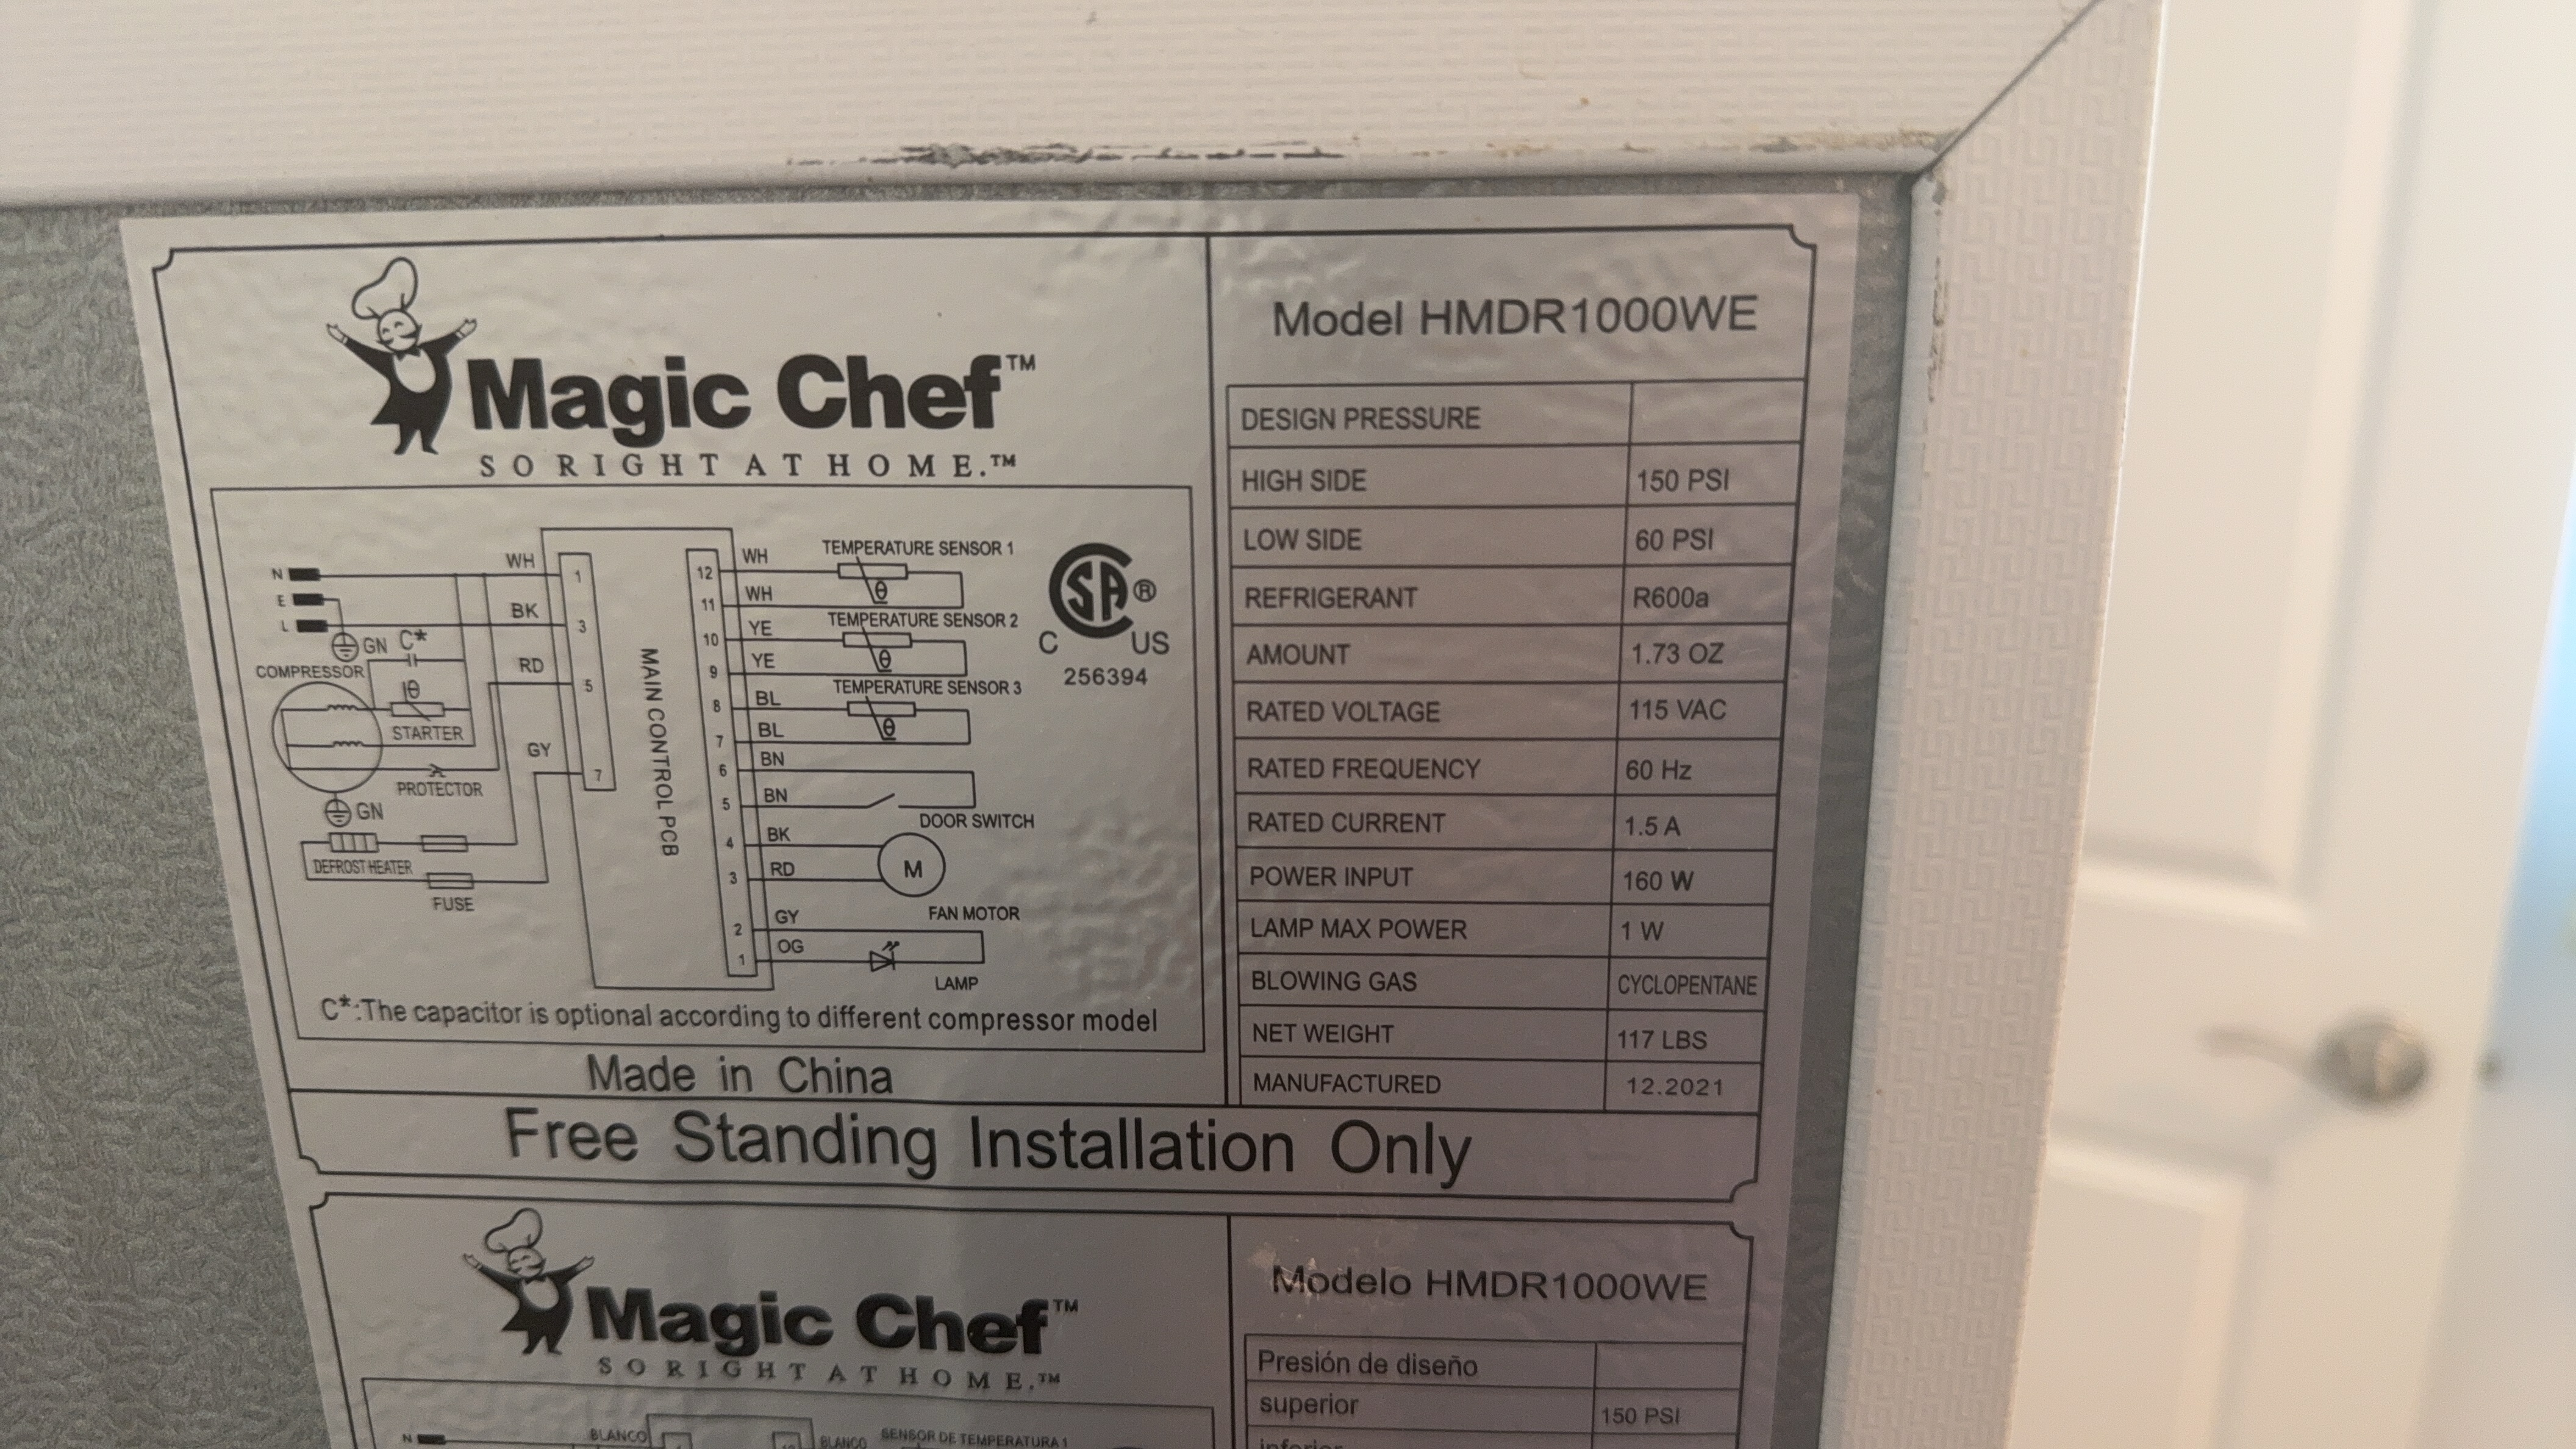 Magic Chef™
SO RIGHT AT HOME.™
N
E
L
WH
BK
RD
GY
GN
C*
COMPRESSOR
θ
STARTER
PROTECTOR
GN
DEFROST HEATER
FUSE
1
3
5
7
MAIN CONTROL PCB
12 WH TEMPERATURE SENSOR 1
θ
11 WH
10 YE TEMPERATURE SENSOR 2
θ
9 YE
8 BL TEMPERATURE SENSOR 3
θ
7 BL
6 BN
5 BN
DOOR SWITCH
4 BK
M
3 RD
FAN MOTOR
2 GY
1 OG
LAMP
SA®
C US
256394
C*:The capacitor is optional according to different compressor model
Made in China
Model HMDR1000WE
DESIGN PRESSURE
HIGH SIDE 150 PSI
LOW SIDE 60 PSI
REFRIGERANT R600a
AMOUNT 1.73 OZ
RATED VOLTAGE 115 VAC
RATED FREQUENCY 60 Hz
RATED CURRENT 1.5 A
POWER INPUT 160 W
LAMP MAX POWER 1 W
BLOWING GAS CYCLOPENTANE
NET WEIGHT 117 LBS
MANUFACTURED 12.2021
Free Standing Installation Only
Magic Chef™
SO RIGHT AT HOME.™
N
BLANCO
BLANCO
SENSOR DE TEMPERATURA 1
Modelo HMDR1000WE
Presión de diseño
superior 150 PSI